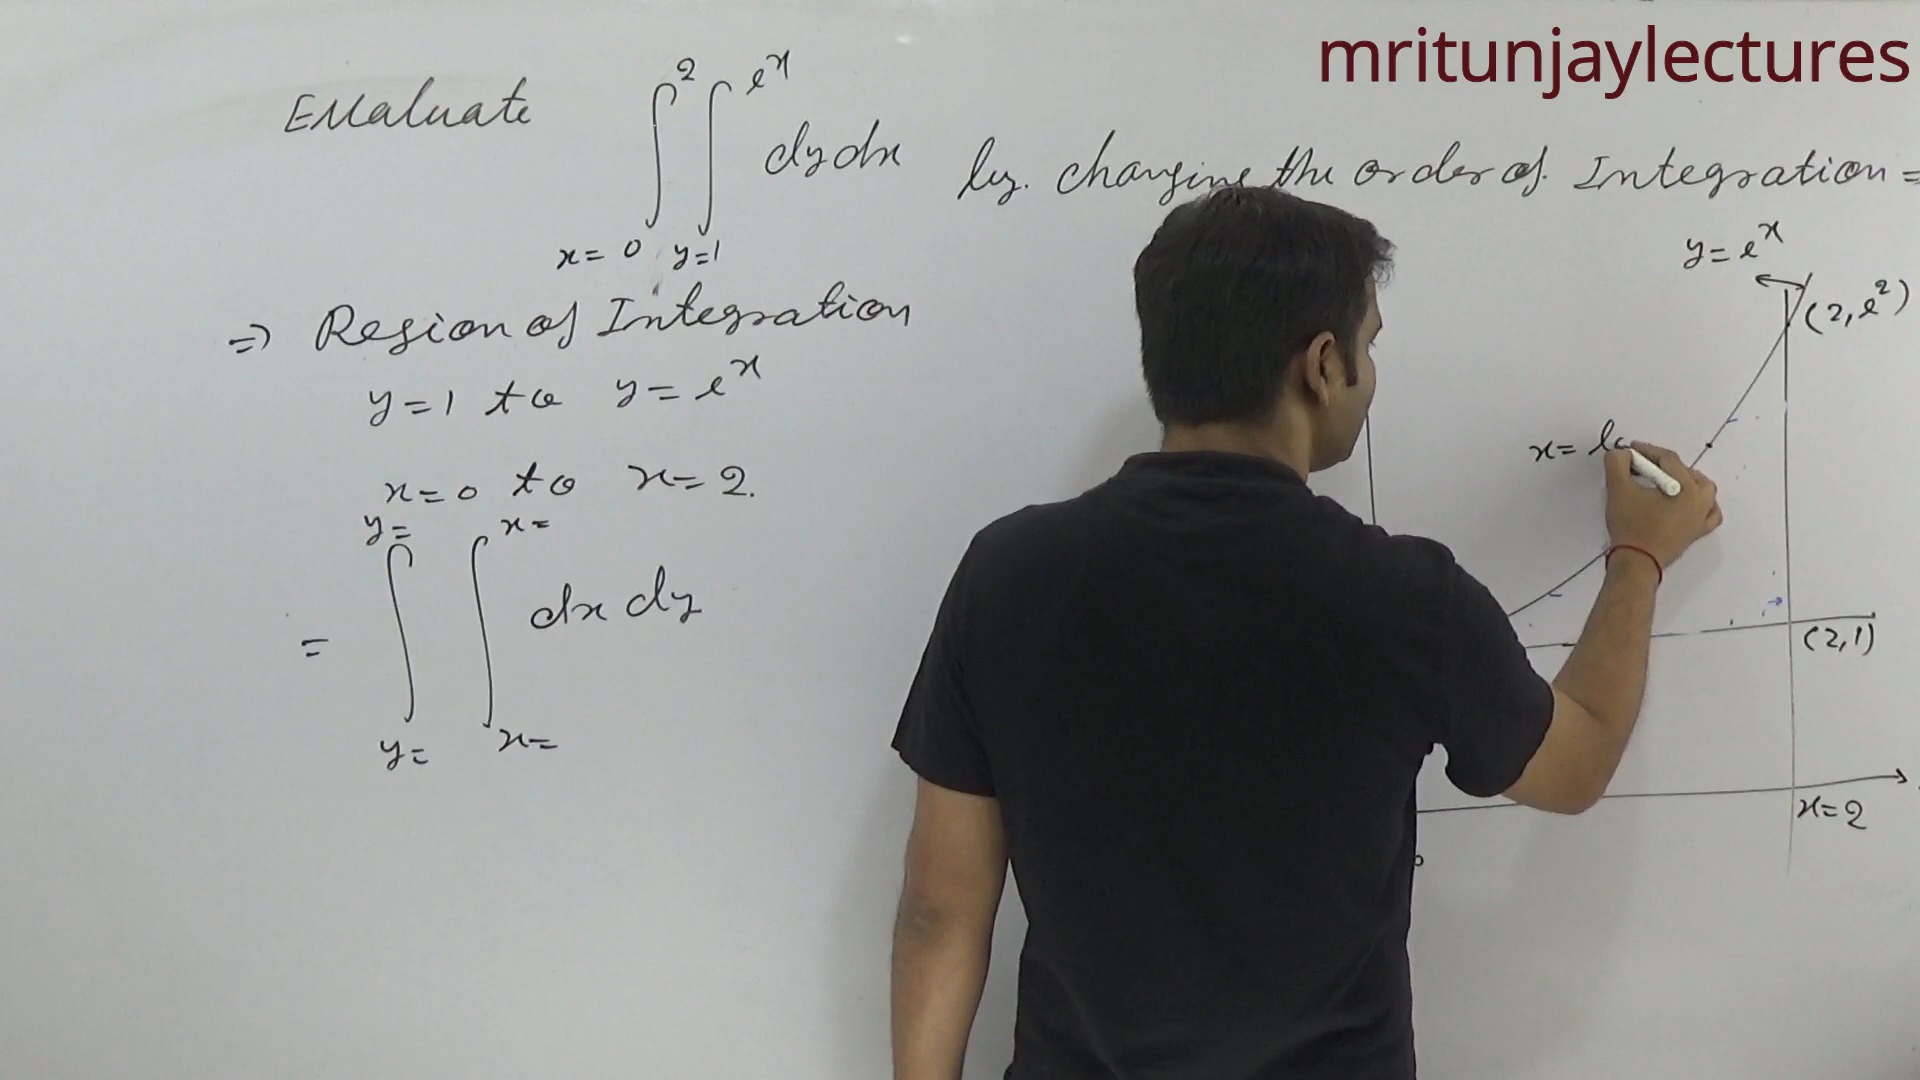 mritunjaylectures
Evaluate ∫_{x=0}^{2} ∫_{y=1}^{e^x} dy dx by changing the order of Integration =
⇒ Region of Integration
y=1 to y=e^x
x=0 to x=2.
= ∫_{y=}^{y=} ∫_{x=}^{x=} dx dy
y=e^x
(2, e^2)
x= lo
(2,1)
x=2